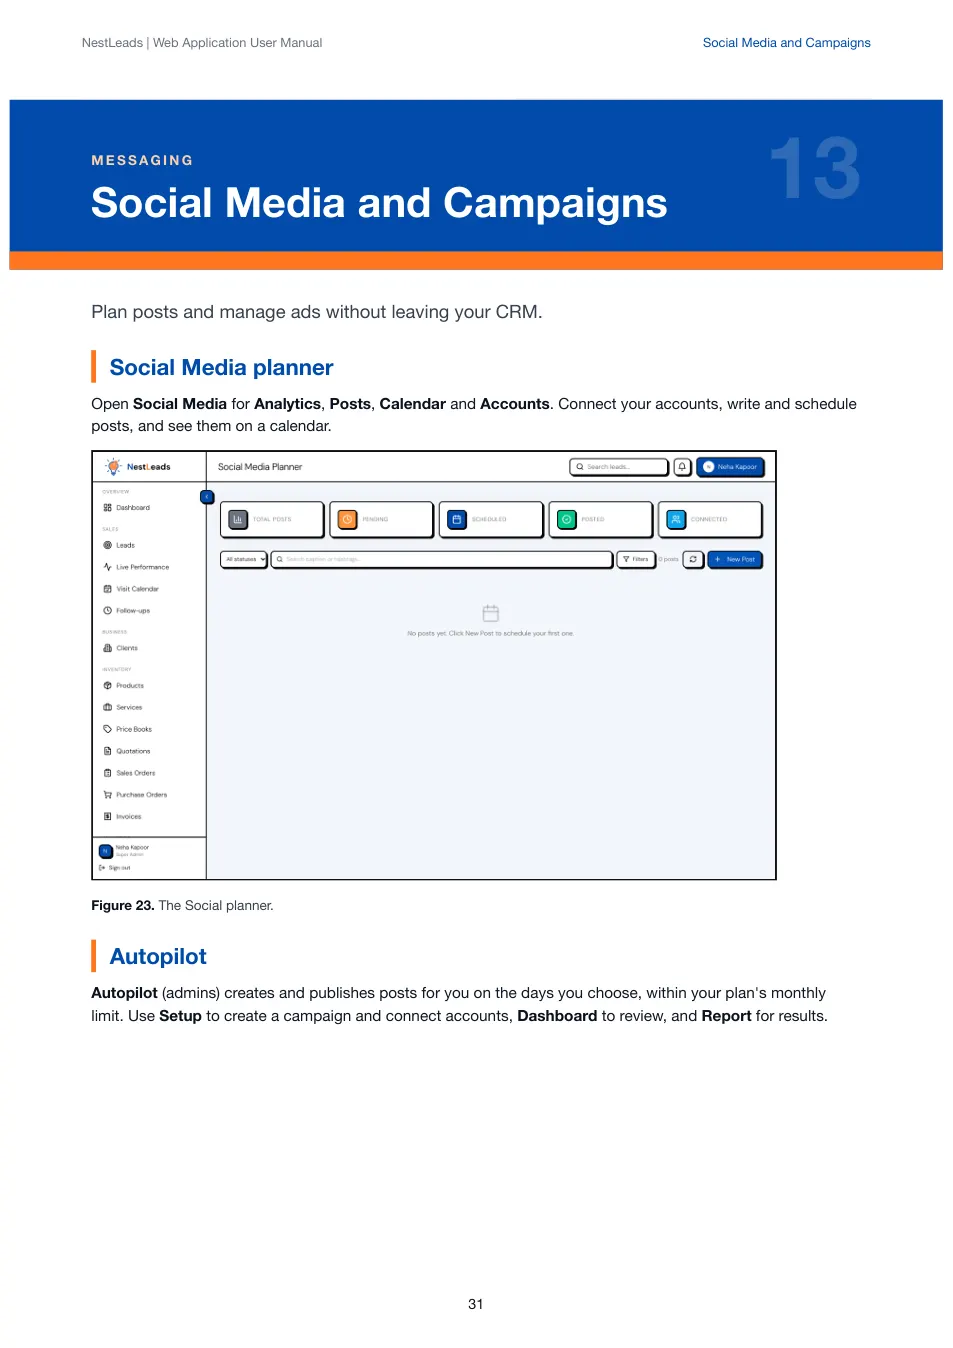 NestLeads | Web Application User Manual
Social Media and Campaigns
MESSAGING
13
Social Media and Campaigns
Plan posts and manage ads without leaving your CRM.
Social Media planner
Open Social Media for Analytics, Posts, Calendar and Accounts. Connect your accounts, write and schedule
posts, and see them on a calendar.
NestLeads
Social Media Planner
Search leads...
N
Neha Kapoor
OVERVIEW
Dashboard
SALES
Leads
Live Performance
Visit Calendar
Follow-ups
BUSINESS
Clients
INVENTORY
Products
Services
Price Books
Quotations
Sales Orders
Purchase Orders
Invoices
N
Neha Kapoor
Super Admin
Sign out
TOTAL POSTS
PENDING
SCHEDULED
POSTED
CONNECTED
All statuses
Search captions or hashtags...
Filters
0 posts
+ New Post
No posts yet. Click New Post to schedule your first one.
Figure 23. The Social planner.
Autopilot
Autopilot (admins) creates and publishes posts for you on the days you choose, within your plan's monthly
limit. Use Setup to create a campaign and connect accounts, Dashboard to review, and Report for results.
31